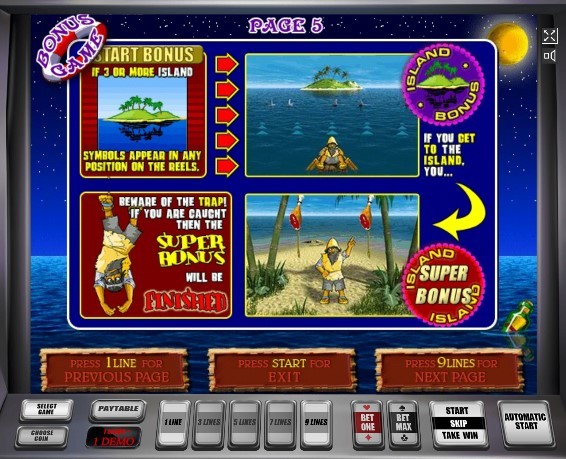 PAGE 5
BONUS GAME
START BONUS
IF 3 OR MORE ISLAND
SYMBOLS APPEAR IN ANY
POSITION ON THE REELS.
ISLAND BONUS
IF YOU GET
TO THE
ISLAND,
YOU...
BEWARE OF THE TRAP!
IF YOU ARE CAUGHT
THEN THE
SUPER
BONUS
WILL BE
FINISHED
ISLAND
SUPER
BONUS
ISLAND
PRESS 1 LINE FOR
PREVIOUS PAGE
PRESS START FOR
EXIT
PRESS 9 LINES FOR
NEXT PAGE
SELECT
GAME
CHOOSE
COIN
PAYTABLE
1 DEMO
1 LINE
3 LINES
5 LINES
7 LINES
9 LINES
BET
ONE
BET
MAX
START
SKIP
TAKE WIN
AUTOMATIC
START